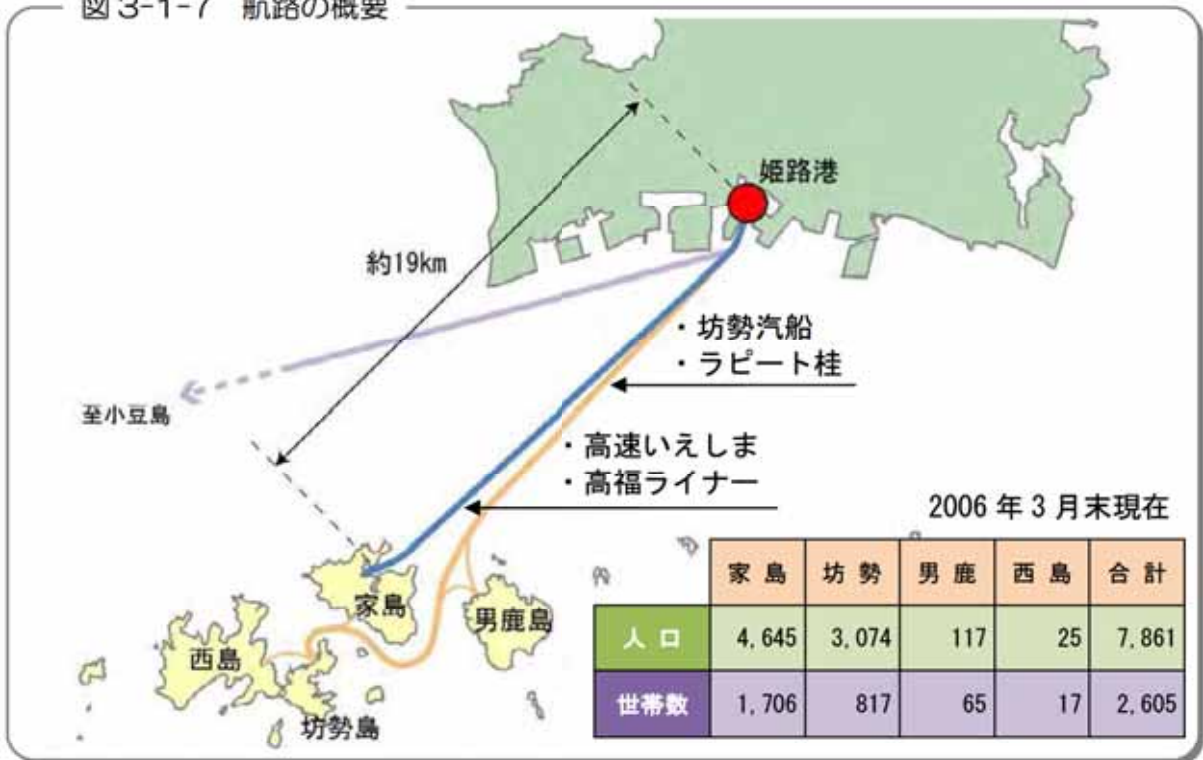 図 3-1-7 航路の概要
姫路港
約19km
・坊勢汽船
・ラピート桂
至小豆島
・高速いえしま
・高福ライナー
2006 年 3 月末現在
家島
男鹿島
西島
坊勢島
家 島 坊 勢 男 鹿 西 島 合 計
人 口 4,645 3,074 117 25 7,861
世帯数 1,706 817 65 17 2,605